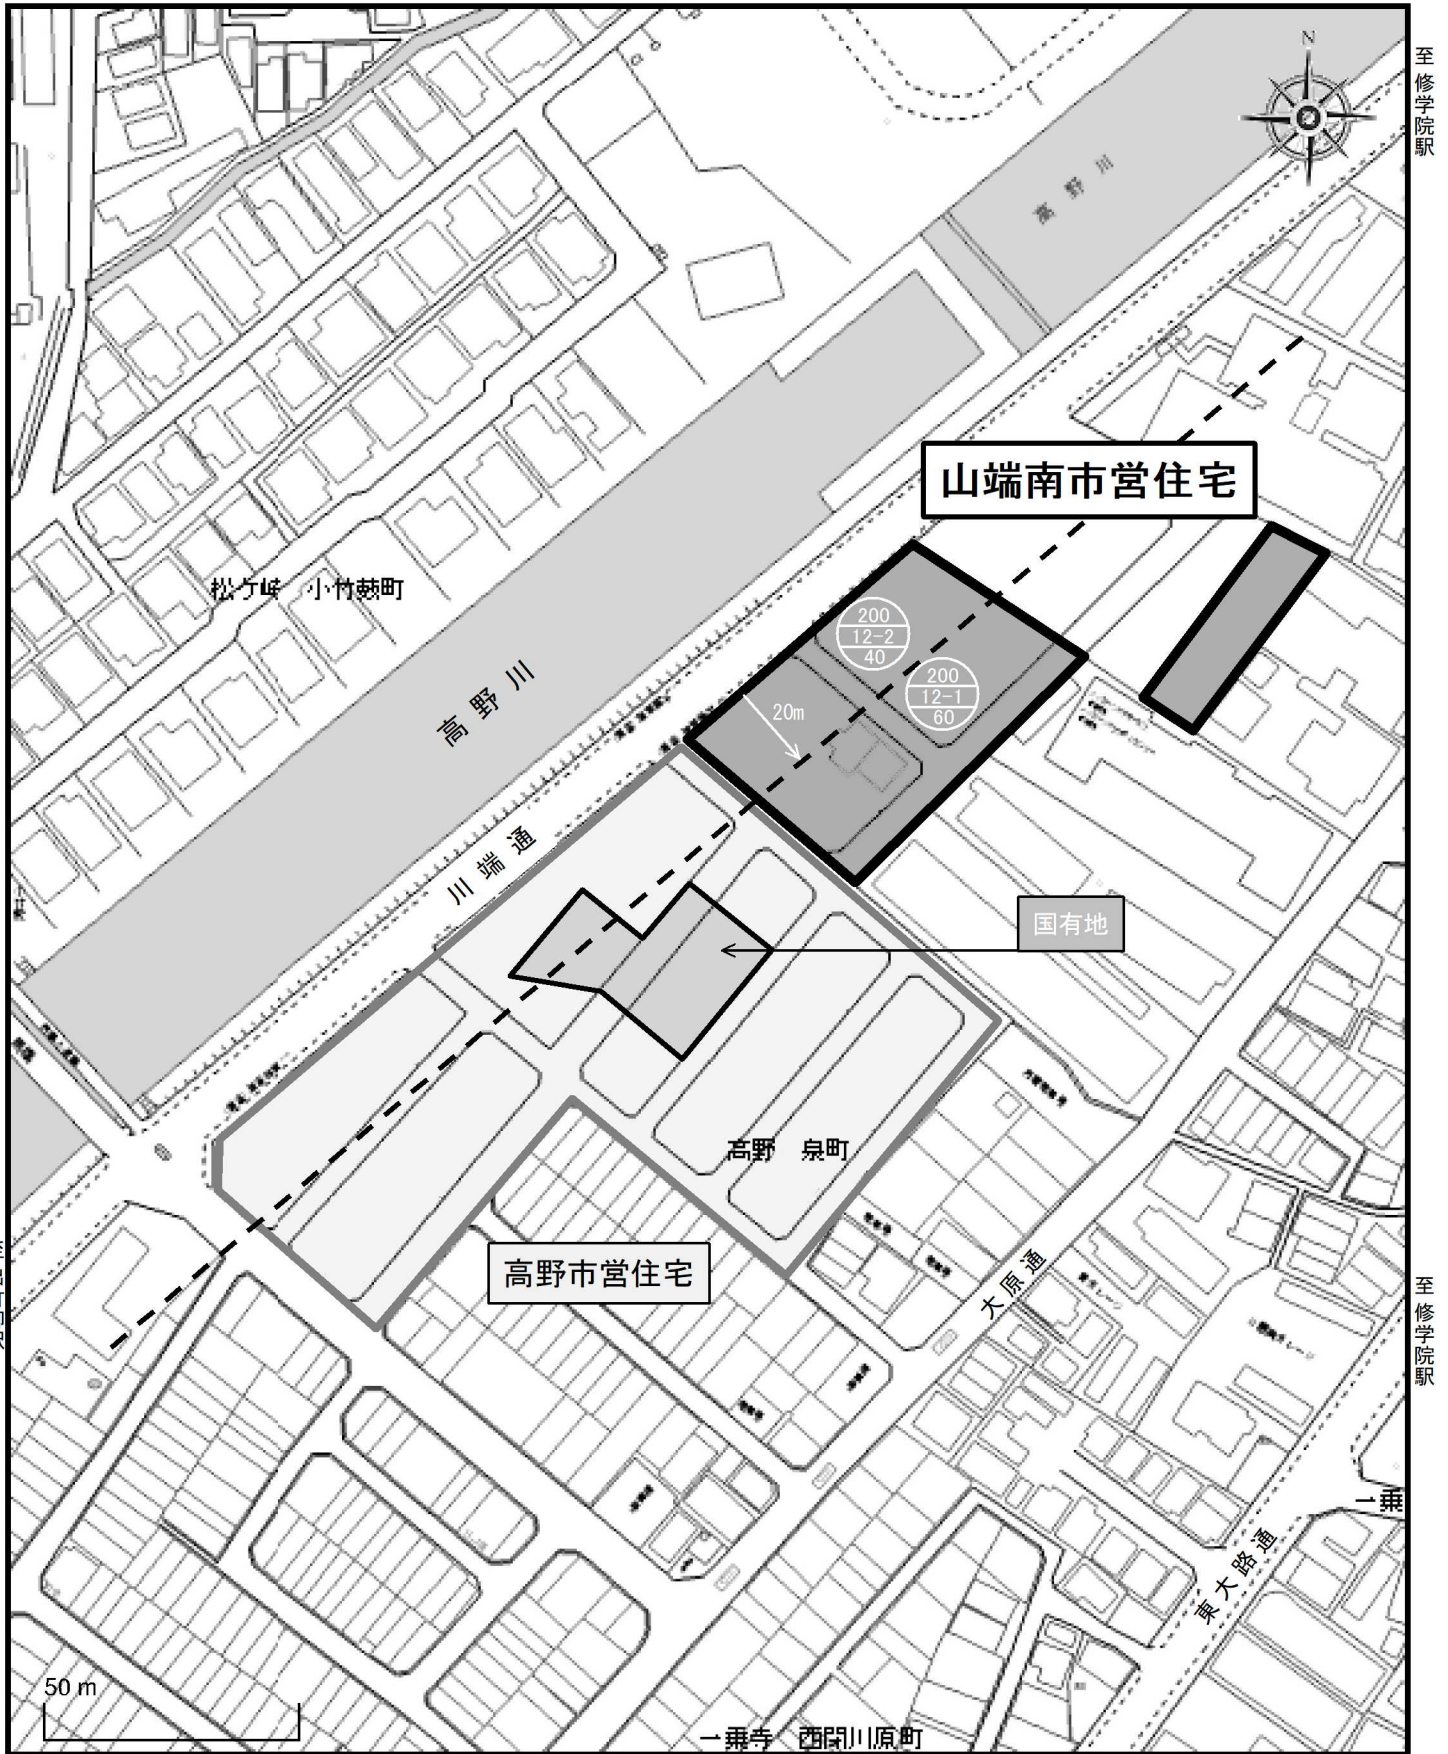 N
至 修学院駅
高野川
山端南市営住宅
松ケ崎 小竹薮町
200
12-2
40
200
12-1
60
20m
高野川
川端通
国有地
高野 泉町
高野市営住宅
大原通
至 修学院駅
一乗
東大路通
50 m
一乗寺 西閉川原町